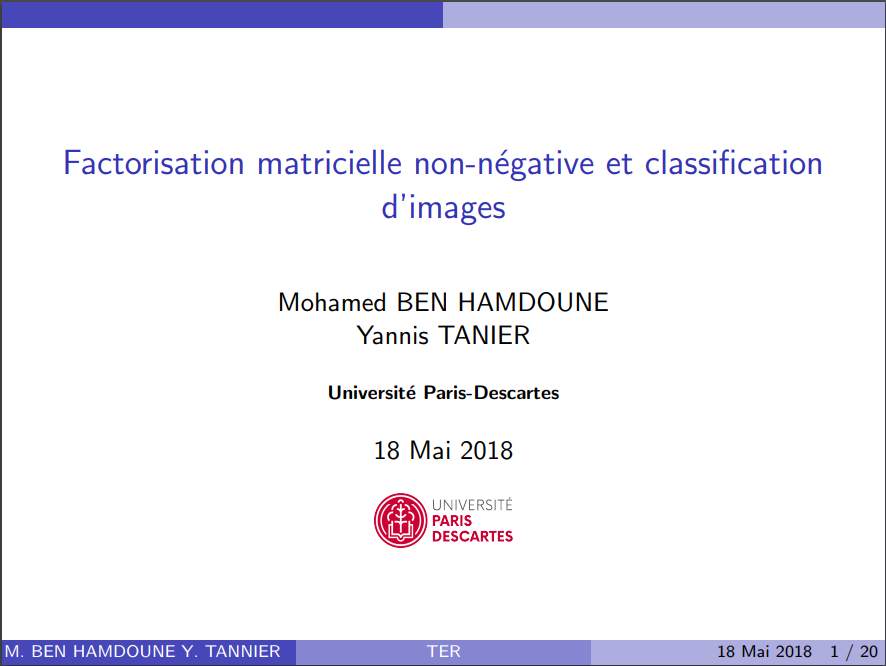 Factorisation matricielle non-négative et classification
d'images
Mohamed BEN HAMDOUNE
Yannis TANIER
Université Paris-Descartes
18 Mai 2018
UNIVERSITÉ
PARIS
DESCARTES
M. BEN HAMDOUNE Y. TANNIER TER 18 Mai 2018 1 / 20